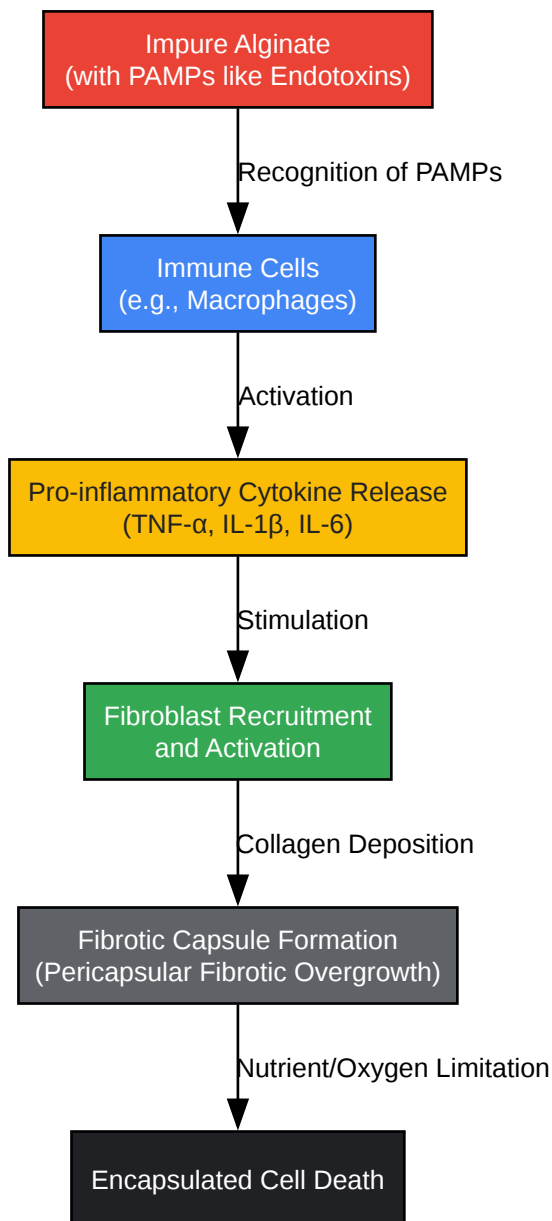 Impure Alginate
(with PAMPs like Endotoxins)
Recognition of PAMPs
Immune Cells
(e.g., Macrophages)
Activation
Pro-inflammatory Cytokine Release
(TNF-α, IL-1β, IL-6)
Stimulation
Fibroblast Recruitment
and Activation
Collagen Deposition
Fibrotic Capsule Formation
(Pericapsular Fibrotic Overgrowth)
Nutrient/Oxygen Limitation
Encapsulated Cell Death